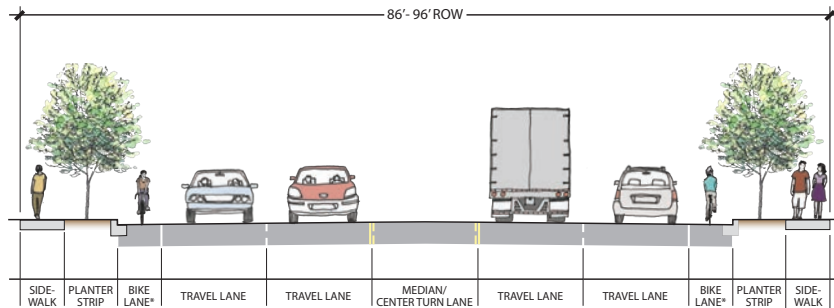 86'- 96' ROW
SIDE-
WALK
PLANTER
STRIP
BIKE
LANE*
TRAVEL LANE
TRAVEL LANE
MEDIAN/
CENTER TURN LANE
TRAVEL LANE
TRAVEL LANE
BIKE
LANE*
PLANTER
STRIP
SIDE-
WALK